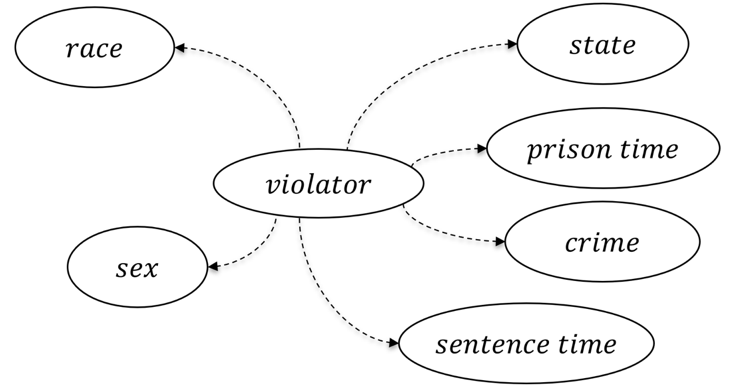 race
state
prison time
violator
crime
sex
sentence time